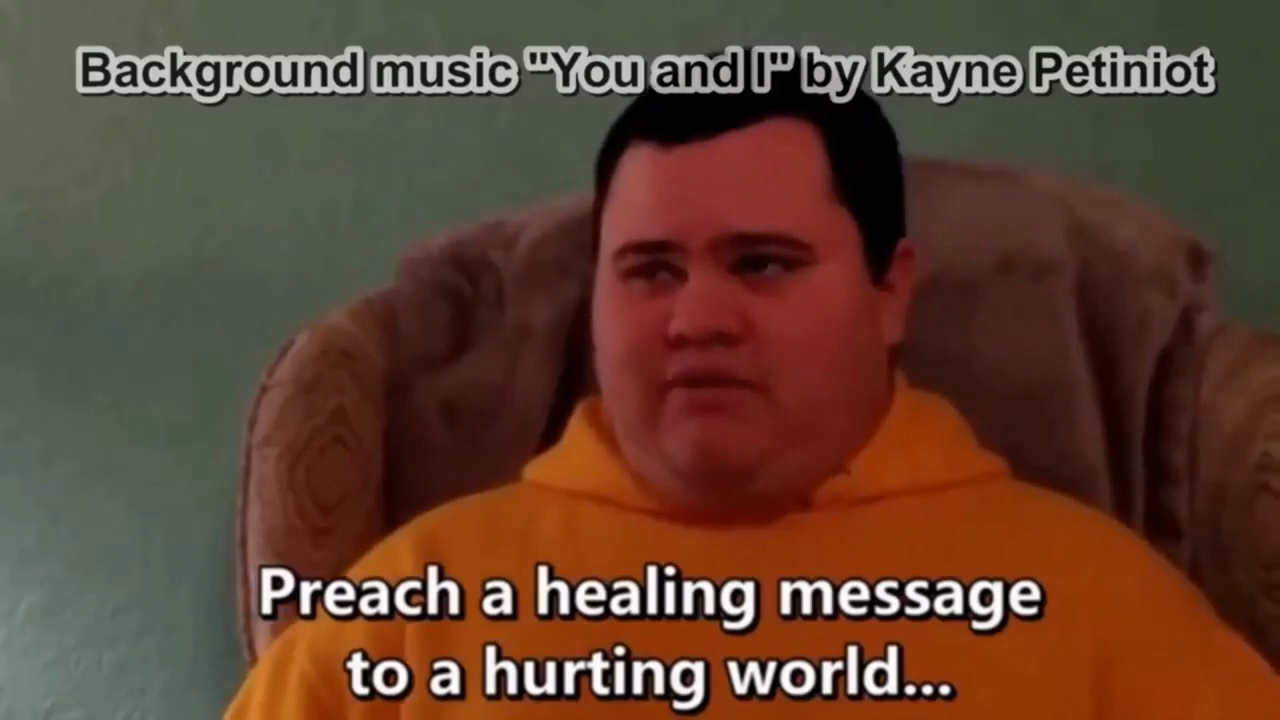 Background music "You and I" by Kayne Petiniot
Preach a healing message
to a hurting world...